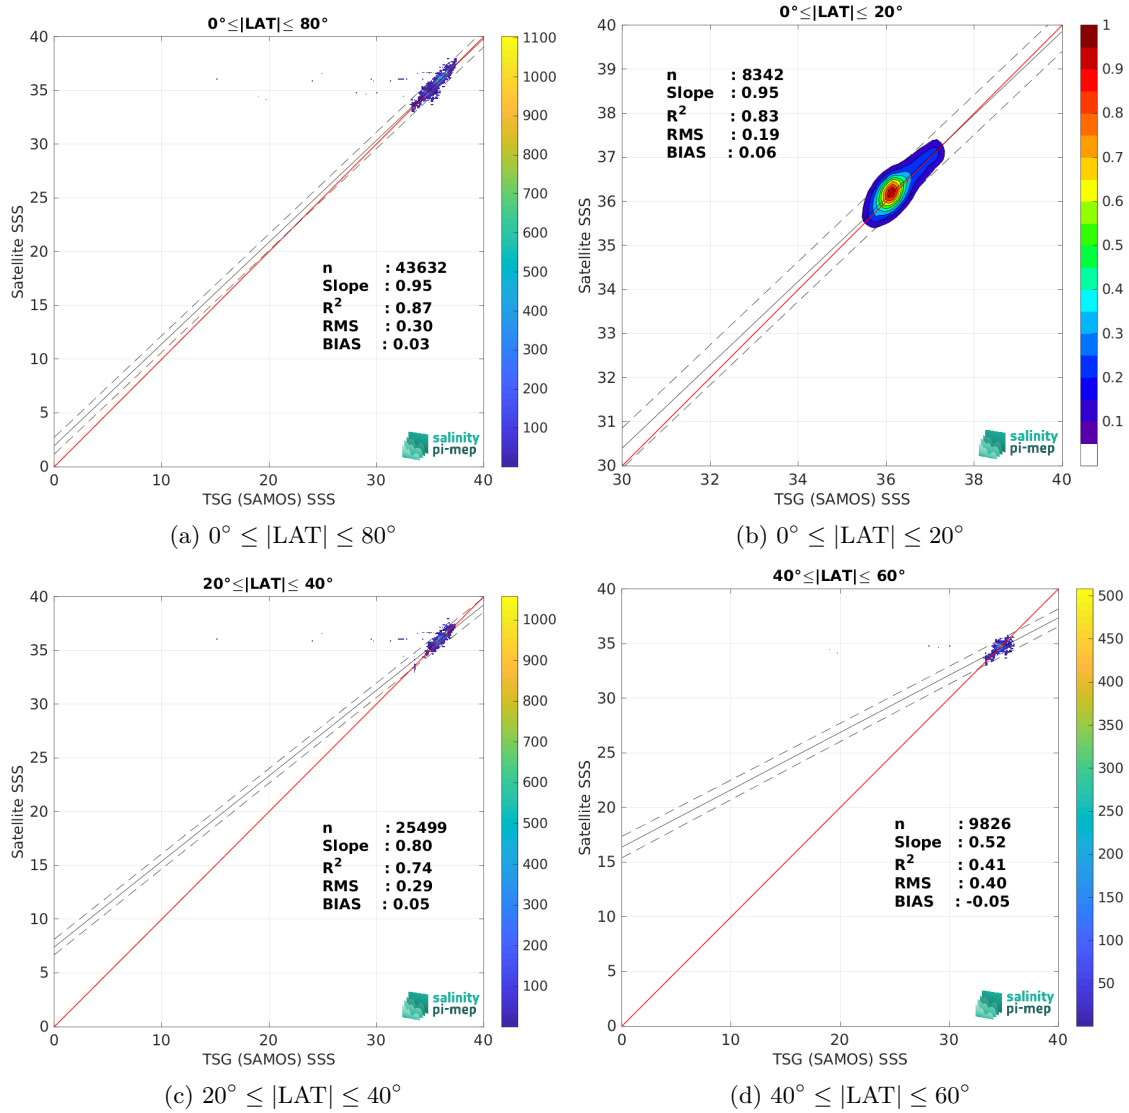 0°≤|LAT|≤ 80°
Satellite SSS
40
35
30
25
20
15
10
5
0
0 10 20 30 40
TSG (SAMOS) SSS
n : 43632
Slope : 0.95
R² : 0.87
RMS : 0.30
BIAS : 0.03
salinity
pi-mep
1100
1000
900
800
700
600
500
400
300
200
100
(a) 0° ≤ |LAT| ≤ 80°
0°≤|LAT|≤ 20°
Satellite SSS
40
39
38
37
36
35
34
33
32
31
30
30 32 34 36 38 40
TSG (SAMOS) SSS
n : 8342
Slope : 0.95
R² : 0.83
RMS : 0.19
BIAS : 0.06
salinity
pi-mep
1
0.9
0.8
0.7
0.6
0.5
0.4
0.3
0.2
0.1
(b) 0° ≤ |LAT| ≤ 20°
20°≤|LAT|≤ 40°
Satellite SSS
40
35
30
25
20
15
10
5
0
0 10 20 30 40
TSG (SAMOS) SSS
n : 25499
Slope : 0.80
R² : 0.74
RMS : 0.29
BIAS : 0.05
salinity
pi-mep
1000
900
800
700
600
500
400
300
200
100
(c) 20° ≤ |LAT| ≤ 40°
40°≤|LAT|≤ 60°
Satellite SSS
40
35
30
25
20
15
10
5
0
0 10 20 30 40
TSG (SAMOS) SSS
n : 9826
Slope : 0.52
R² : 0.41
RMS : 0.40
BIAS : -0.05
salinity
pi-mep
500
450
400
350
300
250
200
150
100
50
(d) 40° ≤ |LAT| ≤ 60°